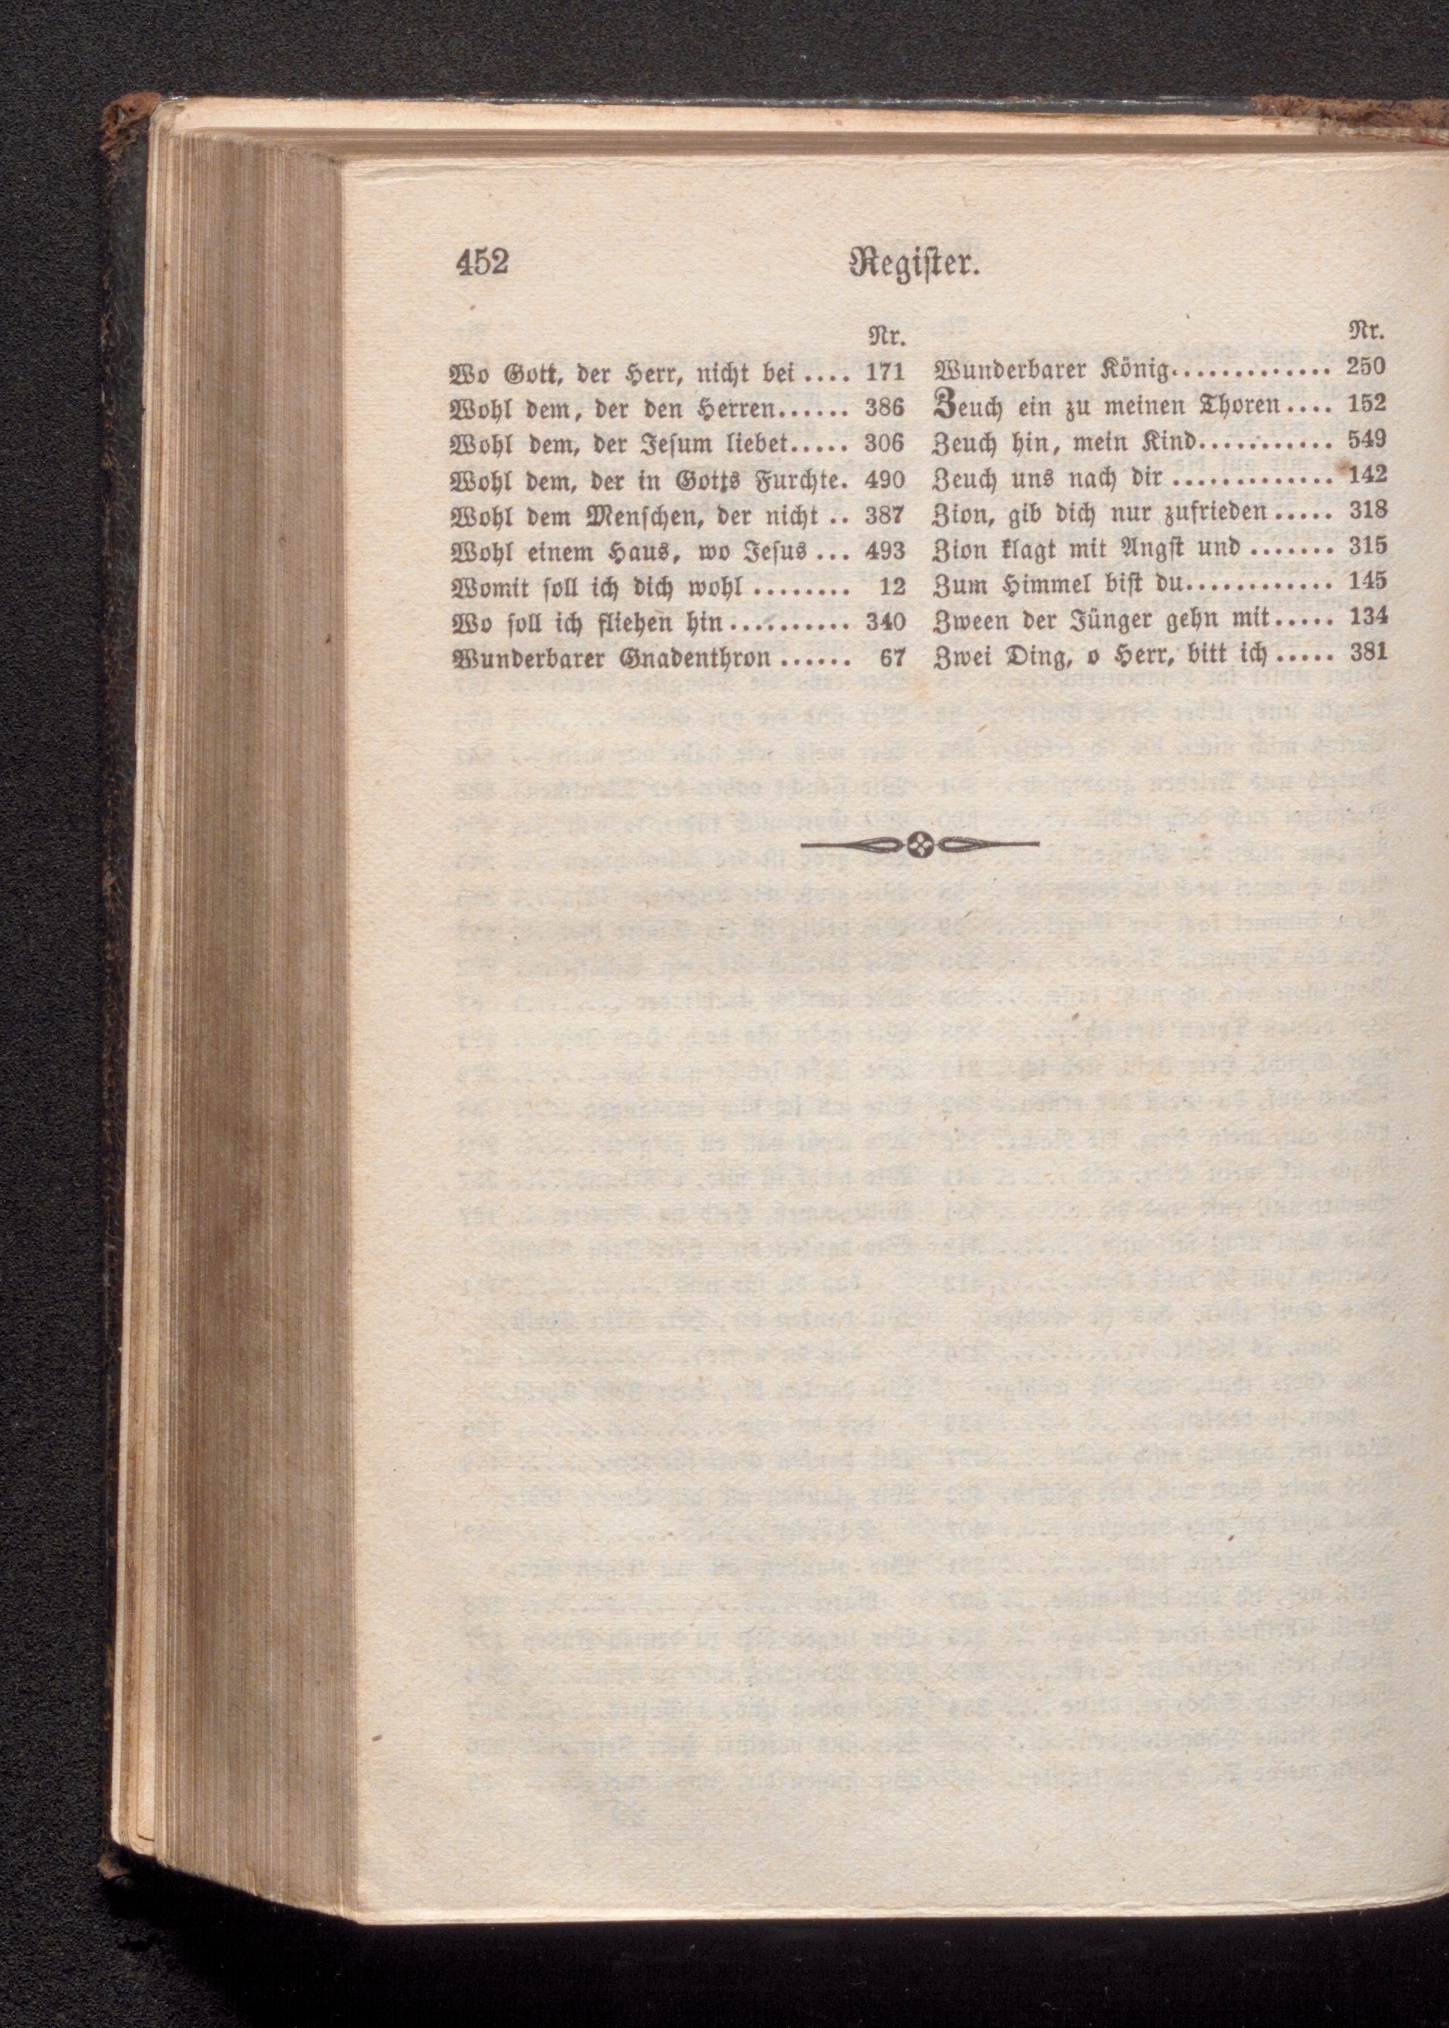 452
Register.
Nr.
Wo Gott, der Herr, nicht bei .... 171
Wohl dem, der den Herren...... 386
Wohl dem, der Jesum liebet..... 306
Wohl dem, der in Gotts Furchte. 490
Wohl dem Menschen, der nicht .. 387
Wohl einem Haus, wo Jesus ... 493
Womit soll ich dich wohl ........ 12
Wo soll ich fliehen hin .......... 340
Wunderbarer Gnadenthron ...... 67
Nr.
Wunderbarer König............. 250
Zeuch ein zu meinen Thoren .... 152
Zeuch hin, mein Kind........... 549
Zeuch uns nach dir ............. 142
Zion, gib dich nur zufrieden ..... 318
Zion klagt mit Angst und ....... 315
Zum Himmel bist du............ 145
Zween der Jünger gehn mit..... 134
Zwei Ding, o Herr, bitt ich ..... 381